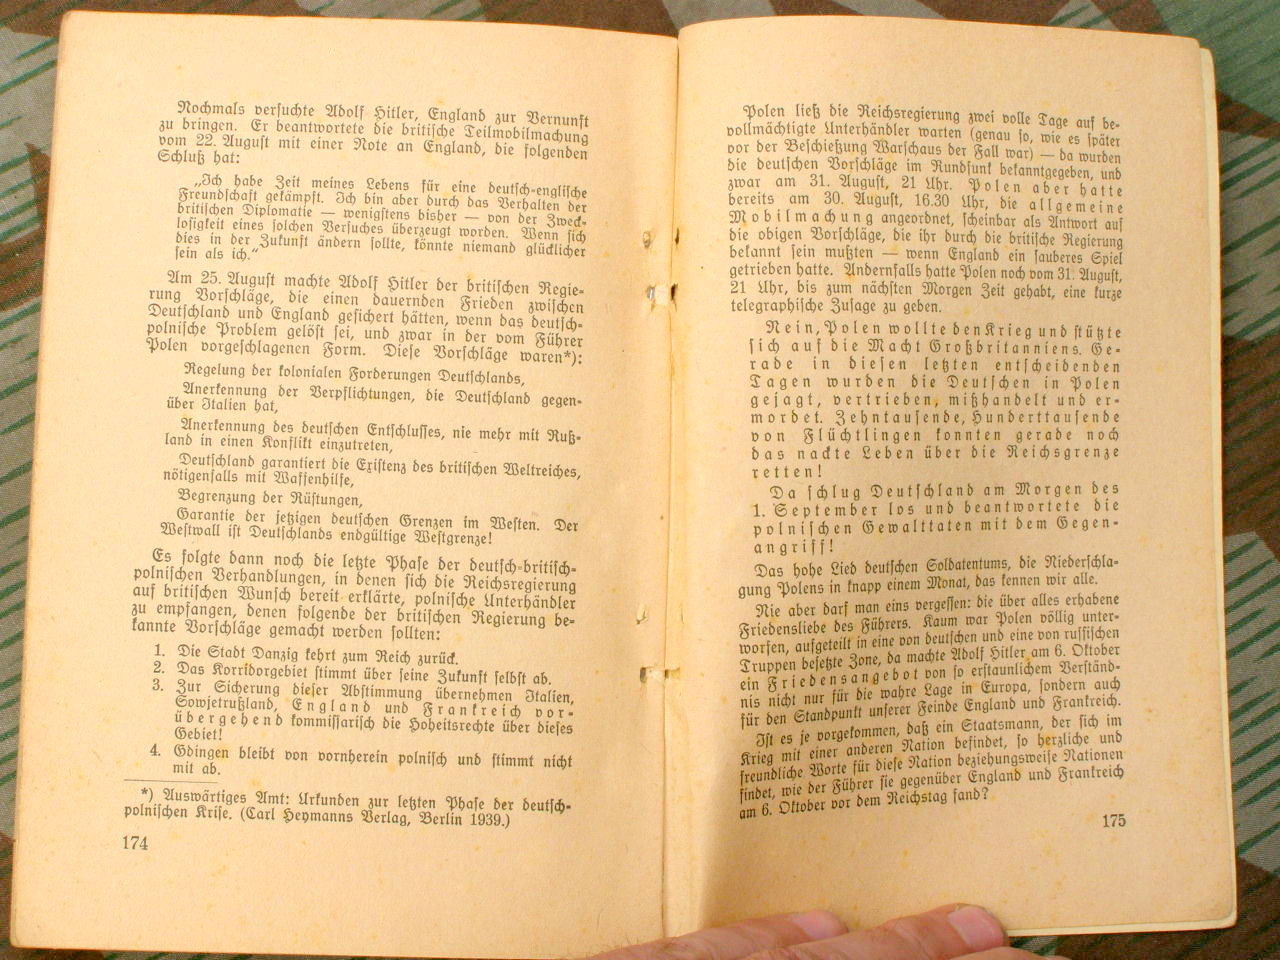 Nochmals versuchte Adolf Hitler, England zur Vernunft
zu bringen. Er beantwortete die britische Teilmobilmachung
vom 22. August mit einer Note an England, die folgenden
Schluß hat:
„Ich habe Zeit meines Lebens für eine deutsch-englische
Freundschaft gekämpft. Ich bin aber durch das Verhalten der
britischen Diplomatie — wenigstens bisher — von der Zweck-
losigkeit eines solchen Versuches überzeugt worden. Wenn sich
dies in der Zukunft ändern sollte, könnte niemand glücklicher
sein als ich.“
Am 25. August machte Adolf Hitler der britischen Regie-
rung Vorschläge, die einen dauernden Frieden zwischen
Deutschland und England gesichert hätten, wenn das deutsch-
polnische Problem gelöst sei, und zwar in der vom Führer
Polen vorgeschlagenen Form. Diese Vorschläge waren*):
Regelung der kolonialen Forderungen Deutschlands,
Anerkennung der Verpflichtungen, die Deutschland gegen-
über Italien hat,
Anerkennung des deutschen Entschlusses, nie mehr mit Ruß-
land in einen Konflikt einzutreten,
Deutschland garantiert die Existenz des britischen Weltreiches,
nötigenfalls mit Waffenhilfe,
Begrenzung der Rüstungen,
Garantie der jetzigen deutschen Grenzen im Westen. Der
Westwall ist Deutschlands endgültige Westgrenze!
Es folgte dann noch die letzte Phase der deutsch-britisch-
polnischen Verhandlungen, in denen sich die Reichsregierung
auf britischen Wunsch bereit erklärte, polnische Unterhändler
zu empfangen, denen folgende der britischen Regierung be-
kannte Vorschläge gemacht werden sollten:
1. Die Stadt Danzig kehrt zum Reich zurück.
2. Das Korridorgebiet stimmt über seine Zukunft selbst ab.
3. Zur Sicherung dieser Abstimmung übernehmen Italien,
Sowjetrußland, England und Frankreich vor-
übergehend kommissarisch die Hoheitsrechte über dieses
Gebiet!
4. Gdingen bleibt von vornherein polnisch und stimmt nicht
mit ab.
*) Auswärtiges Amt: Urkunden zur letzten Phase der deutsch-
polnischen Krise. (Carl Heymanns Verlag, Berlin 1939.)
174
Polen ließ die Reichsregierung zwei volle Tage auf be-
vollmächtigte Unterhändler warten (genau so, wie es später
vor der Beschießung Warschaus der Fall war) — da wurden
die deutschen Vorschläge im Rundfunk bekanntgegeben, und
zwar am 31. August, 21 Uhr. Polen aber hatte
bereits am 30. August, 16.30 Uhr, die allgemeine
Mobilmachung angeordnet, scheinbar als Antwort auf
die obigen Vorschläge, die ihr durch die britische Regierung
bekannt sein mußten — wenn England ein sauberes Spiel
getrieben hatte. Andernfalls hatte Polen noch vom 31. August,
21 Uhr, bis zum nächsten Morgen Zeit gehabt, eine kurze
telegraphische Zusage zu geben.
Nein, Polen wollte den Krieg und stützte
sich auf die Macht Großbritanniens. Ge-
rade in diesen letzten entscheidenden
Tagen wurden die Deutschen in Polen
gejagt, vertrieben, mißhandelt und er-
mordet. Zehntausende, Hunderttausende
von Flüchtlingen konnten gerade noch
das nackte Leben über die Reichsgrenze
retten!
Da schlug Deutschland am Morgen des
1. September los und beantwortete die
polnischen Gewalttaten mit dem Gegen-
angriff!
Das hohe Lied deutschen Soldatentums, die Niederschla-
gung Polens in knapp einem Monat, das kennen wir alle.
Nie aber darf man eins vergessen: die über alles erhabene
Friedensliebe des Führers. Kaum war Polen völlig unter-
worfen, aufgeteilt in eine von deutschen und eine von russischen
Truppen besetzte Zone, da machte Adolf Hitler am 6. Oktober
ein Friedensangebot von so erstaunlichem Verständ-
nis nicht nur für die wahre Lage in Europa, sondern auch
für den Standpunkt unserer Feinde England und Frankreich.
Ist es je vorgekommen, daß ein Staatsmann, der sich im
Krieg mit einer anderen Nation befindet, so herzliche und
freundliche Worte für diese Nation beziehungsweise Nationen
findet, wie der Führer sie gegenüber England und Frankreich
am 6. Oktober vor dem Reichstag fand?
175